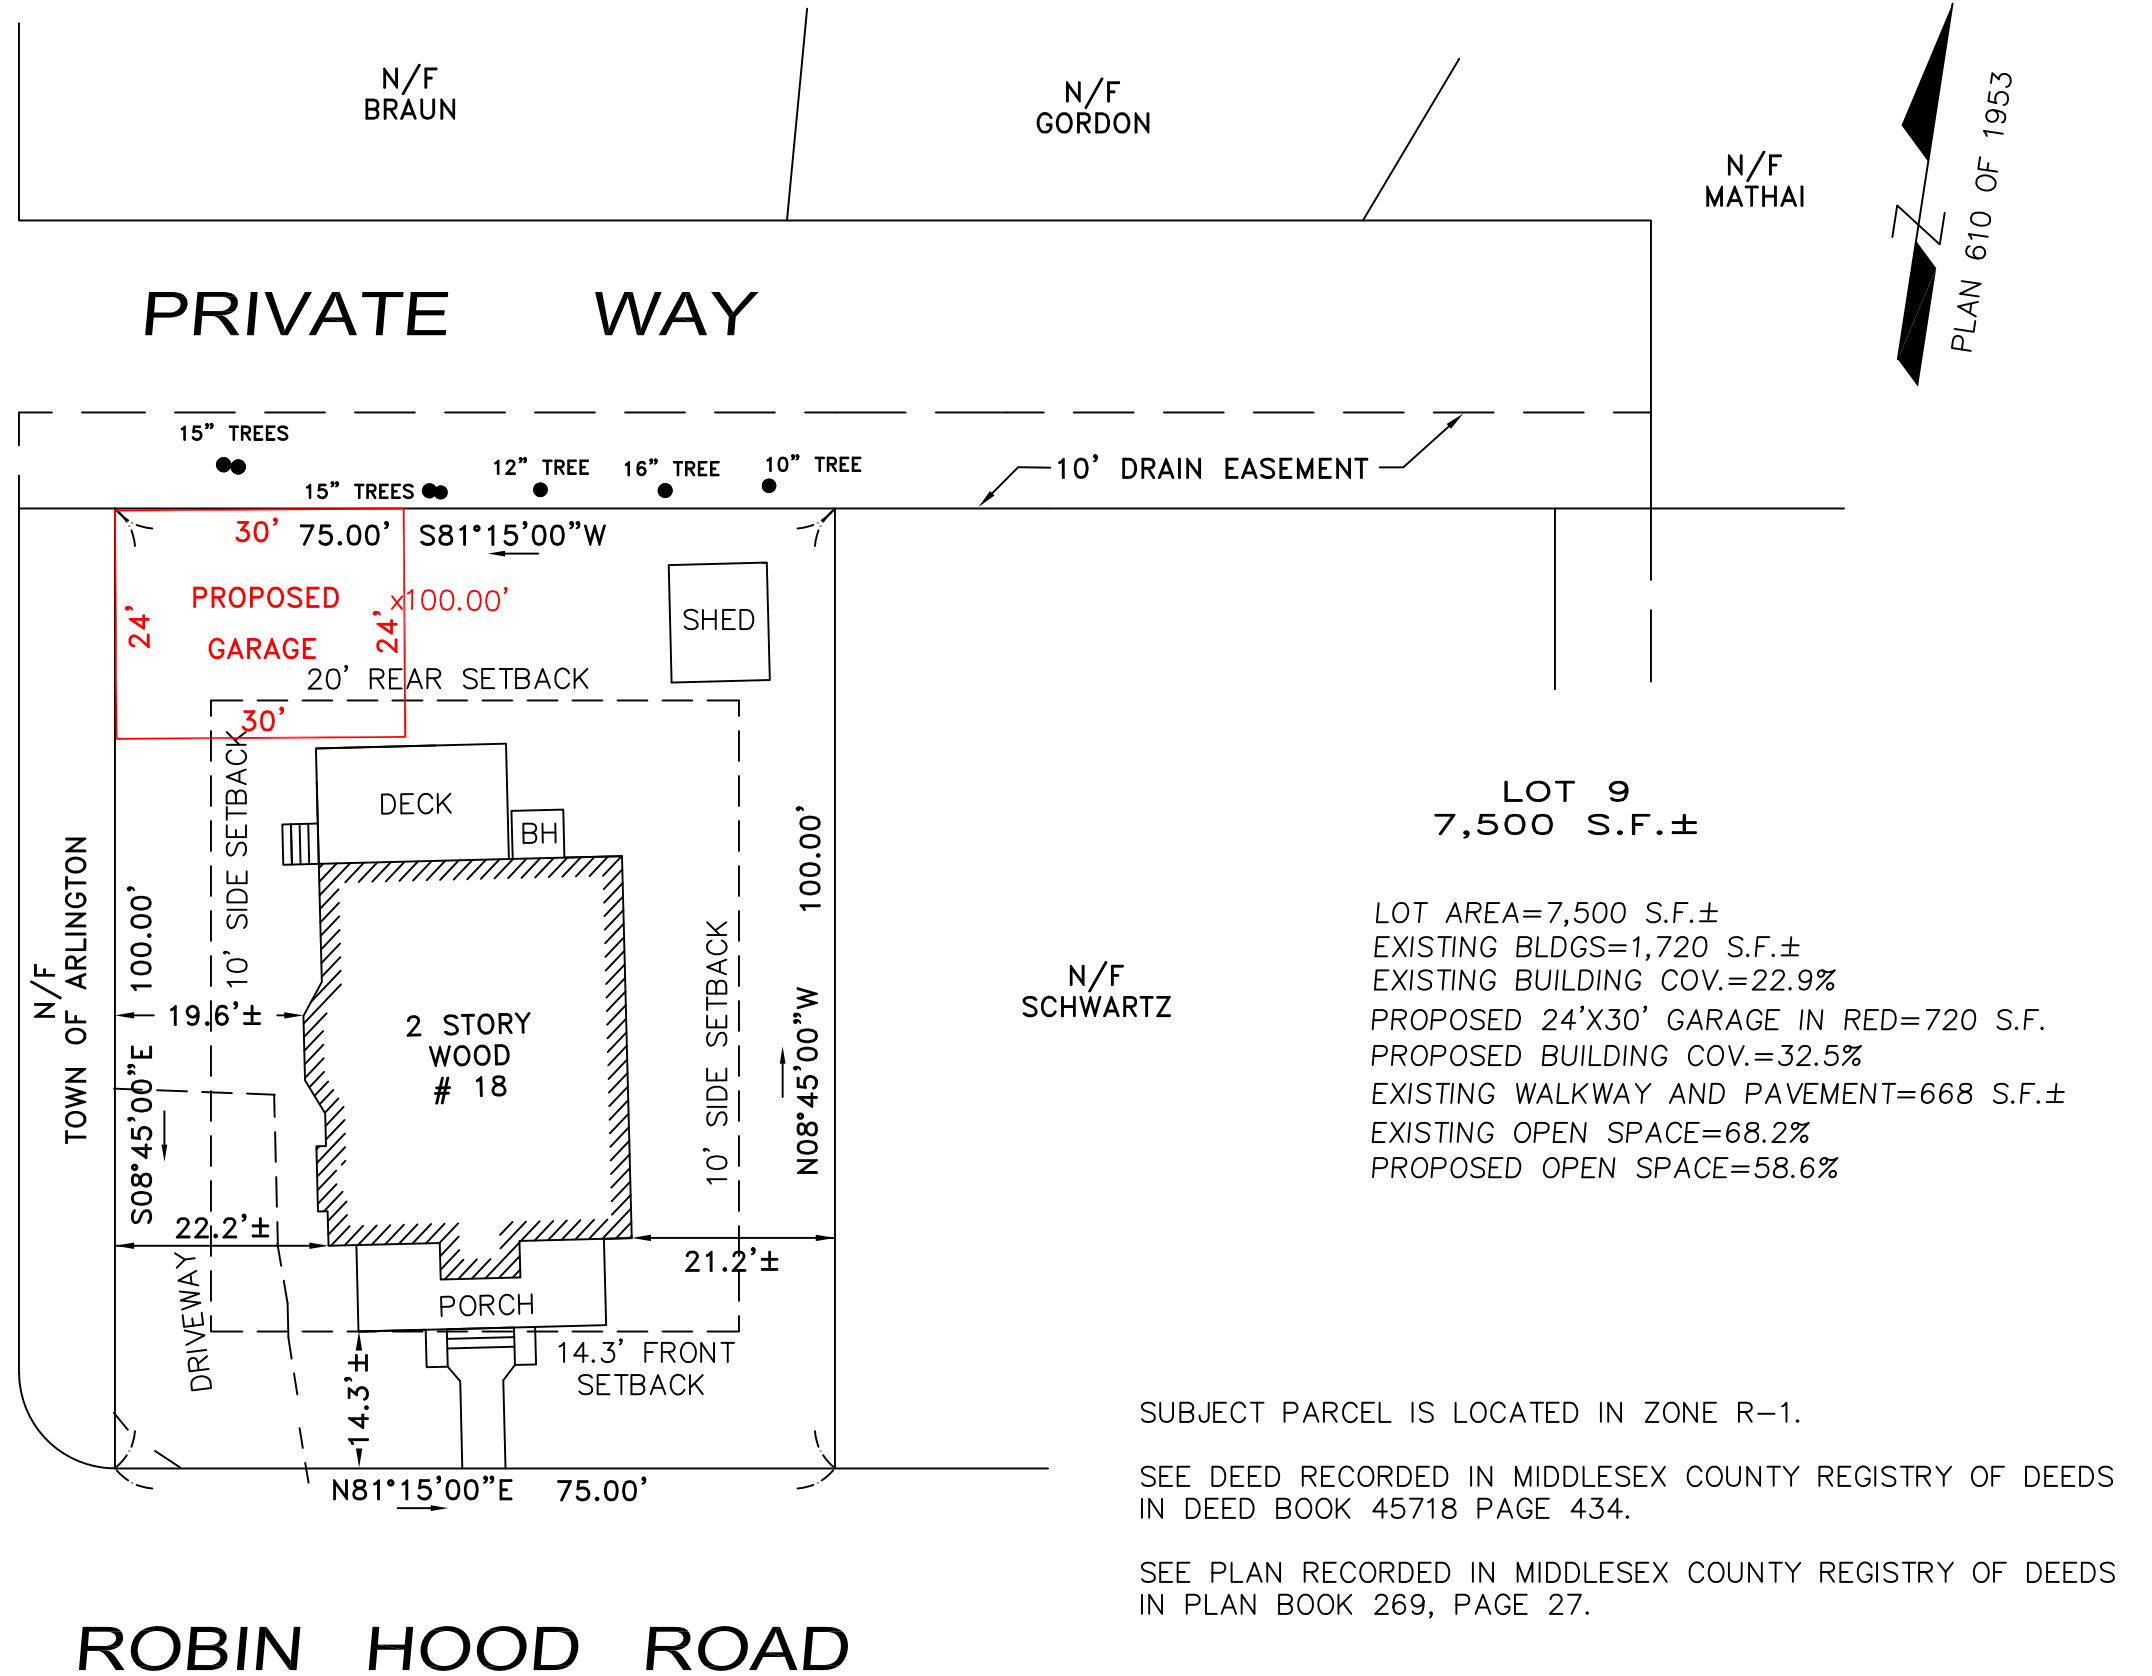 N/F
BRAUN
N/F
GORDON
N/F
MATHAI
PLAN 610 OF 1953
PRIVATE WAY
15" TREES
15" TREES
12" TREE
16" TREE
10" TREE
10' DRAIN EASEMENT
30'
75.00' S81°15'00"W
PROPOSED
GARAGE
24'
24'
x100.00'
SHED
20' REAR SETBACK
30'
10' SIDE SETBACK
DECK
BH
N/F
TOWN OF ARLINGTON
S08°45'00"E 100.00'
19.6'±
2 STORY
WOOD
# 18
10' SIDE SETBACK
N08°45'00"W 100.00'
N/F
SCHWARTZ
LOT 9
7,500 S.F.±
LOT AREA=7,500 S.F.±
EXISTING BLDGS=1,720 S.F.±
EXISTING BUILDING COV.=22.9%
PROPOSED 24'X30' GARAGE IN RED=720 S.F.
PROPOSED BUILDING COV.=32.5%
EXISTING WALKWAY AND PAVEMENT=668 S.F.±
EXISTING OPEN SPACE=68.2%
PROPOSED OPEN SPACE=58.6%
22.2'±
21.2'±
DRIVEWAY
PORCH
14.3'±
14.3' FRONT
SETBACK
N81°15'00"E 75.00'
SUBJECT PARCEL IS LOCATED IN ZONE R-1.
SEE DEED RECORDED IN MIDDLESEX COUNTY REGISTRY OF DEEDS
IN DEED BOOK 45718 PAGE 434.
SEE PLAN RECORDED IN MIDDLESEX COUNTY REGISTRY OF DEEDS
IN PLAN BOOK 269, PAGE 27.
ROBIN HOOD ROAD